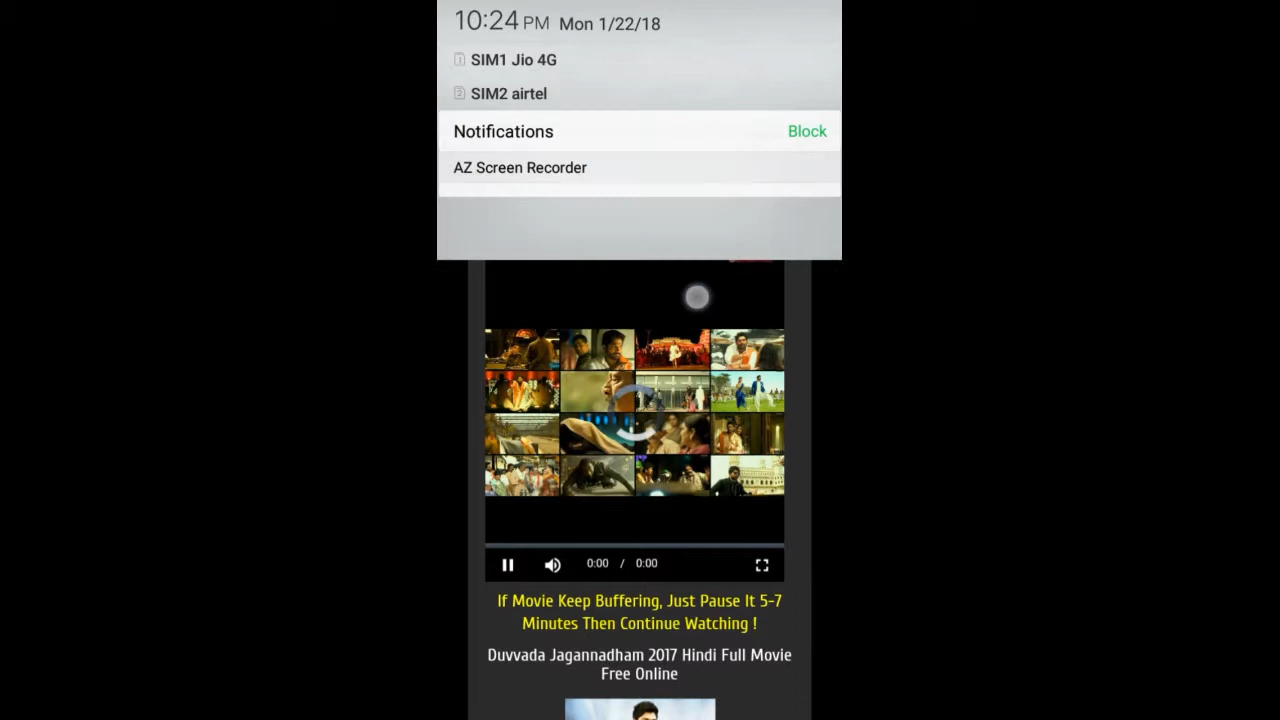 10:24 PM Mon 1/22/18
1 SIM1 Jio 4G
2 SIM2 airtel
Notifications Block
AZ Screen Recorder
0:00 / 0:00
If Movie Keep Buffering, Just Pause It 5-7
Minutes Then Continue Watching !
Duvvada Jagannadham 2017 Hindi Full Movie
Free Online